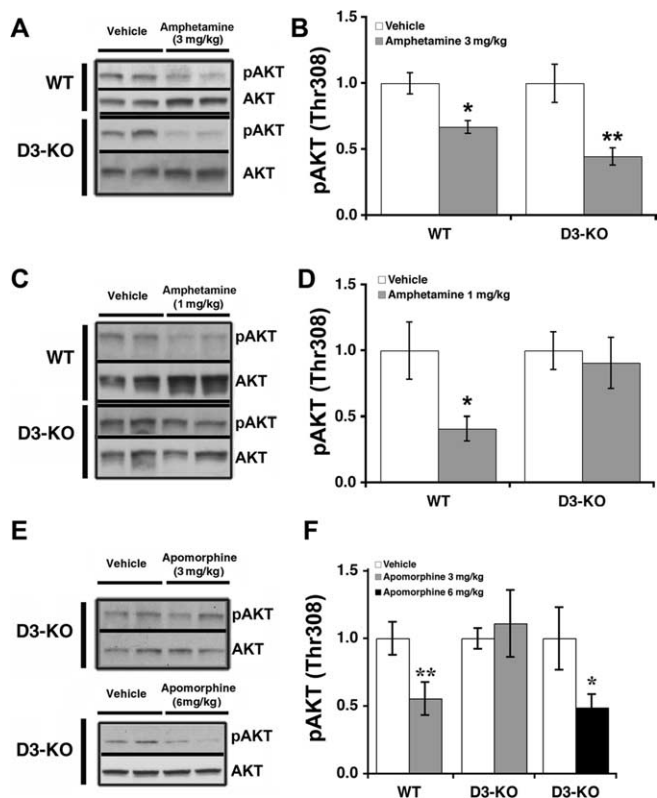 A
Vehicle
Amphetamine
(3 mg/kg)
WT
pAKT
AKT
D3-KO
pAKT
AKT
B
Vehicle
Amphetamine 3 mg/kg
pAKT (Thr308)
1.5
1.0
0.5
0.0
*
**
WT
D3-KO
C
Vehicle
Amphetamine
(1 mg/kg)
WT
pAKT
AKT
D3-KO
pAKT
AKT
D
Vehicle
Amphetamine 1 mg/kg
pAKT (Thr308)
1.5
1.0
0.5
0.0
*
WT
D3-KO
E
Vehicle
Apomorphine
(3 mg/kg)
D3-KO
pAKT
AKT
Vehicle
Apomorphine
(6mg/kg)
D3-KO
pAKT
AKT
F
Vehicle
Apomorphine 3 mg/kg
Apomorphine 6 mg/kg
pAKT (Thr308)
1.5
1.0
0.5
0.0
**
*
WT
D3-KO
D3-KO